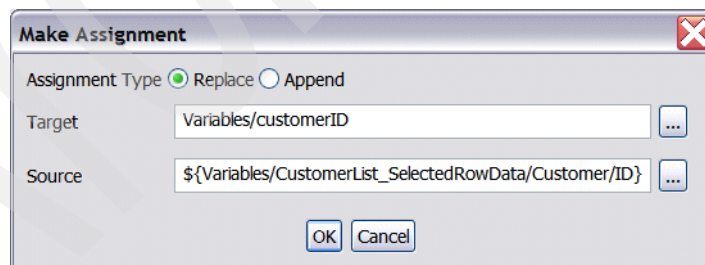 Make Assignment
Assignment Type Replace Append
Target Variables/customerID ...
Source ${Variables/CustomerList_SelectedRowData/Customer/ID} ...
OK Cancel